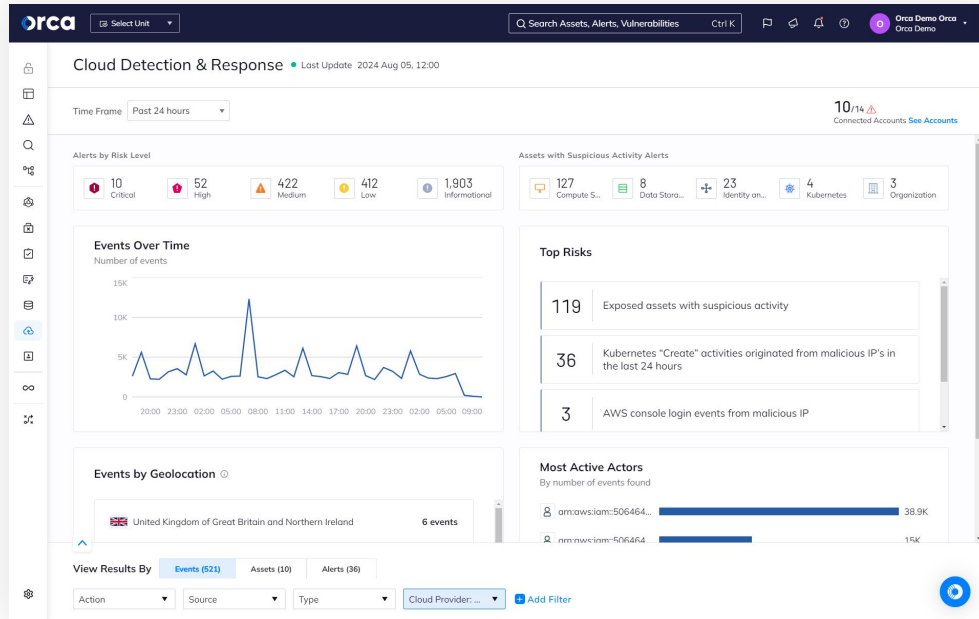 orca
Select Unit
Search Assets, Alerts, Vulnerabilities Ctrl K
O
Orca Demo Orca
Orca Demo
Cloud Detection & Response
Last Update 2024 Aug 05, 12:00
Time Frame Past 24 hours
10/14
Connected Accounts See Accounts
Alerts by Risk Level
10
Critical
52
High
422
Medium
412
Low
1,903
Informational
Assets with Suspicious Activity Alerts
127
Compute S...
8
Data Stora...
23
Identity an...
4
Kubernetes
3
Organization
Events Over Time
Number of events
15K
10K
5K
0
20:00 23:00 02:00 05:00 08:00 11:00 14:00 17:00 20:00 23:00 02:00 05:00 09:00
Top Risks
119 Exposed assets with suspicious activity
36 Kubernetes “Create” activities originated from malicious IP's in
the last 24 hours
3 AWS console login events from malicious IP
Events by Geolocation
United Kingdom of Great Britain and Northern Ireland 6 events
Most Active Actors
By number of events found
arn:aws:iam::506464... 38.9K
arn:aws:iam::506464 15K
View Results By Events (521) Assets (10) Alerts (36)
Action Source Type Cloud Provider: ... Add Filter